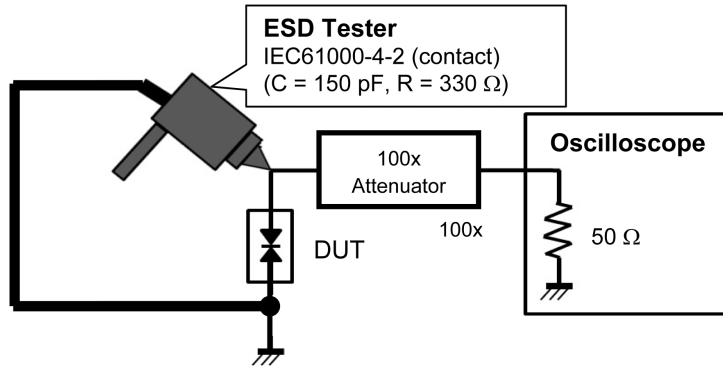 ESD Tester
IEC61000-4-2 (contact)
(C = 150 pF, R = 330 Ω)
100x
Attenuator
100x
Oscilloscope
50 Ω
DUT